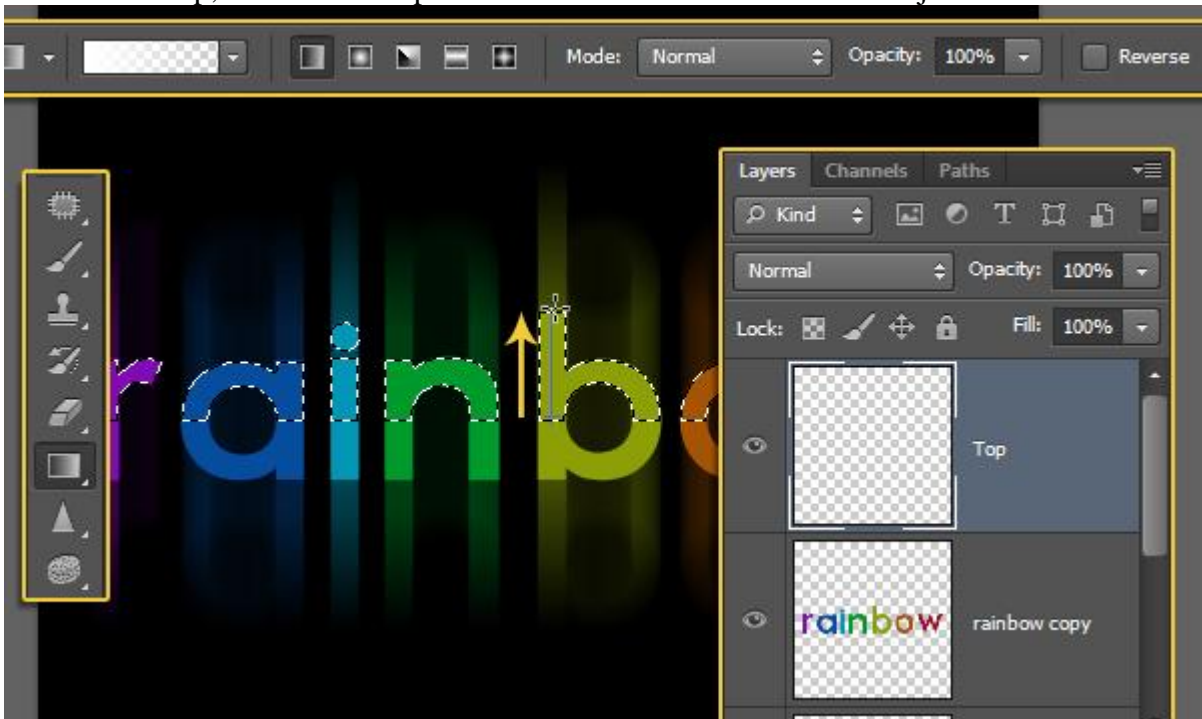 Mode: Normal Opacity: 100% Reverse
Layers Channels Paths
Kind
Normal Opacity: 100%
Lock: Fill: 100%
rainbo
Top
rainbow rainbow copy